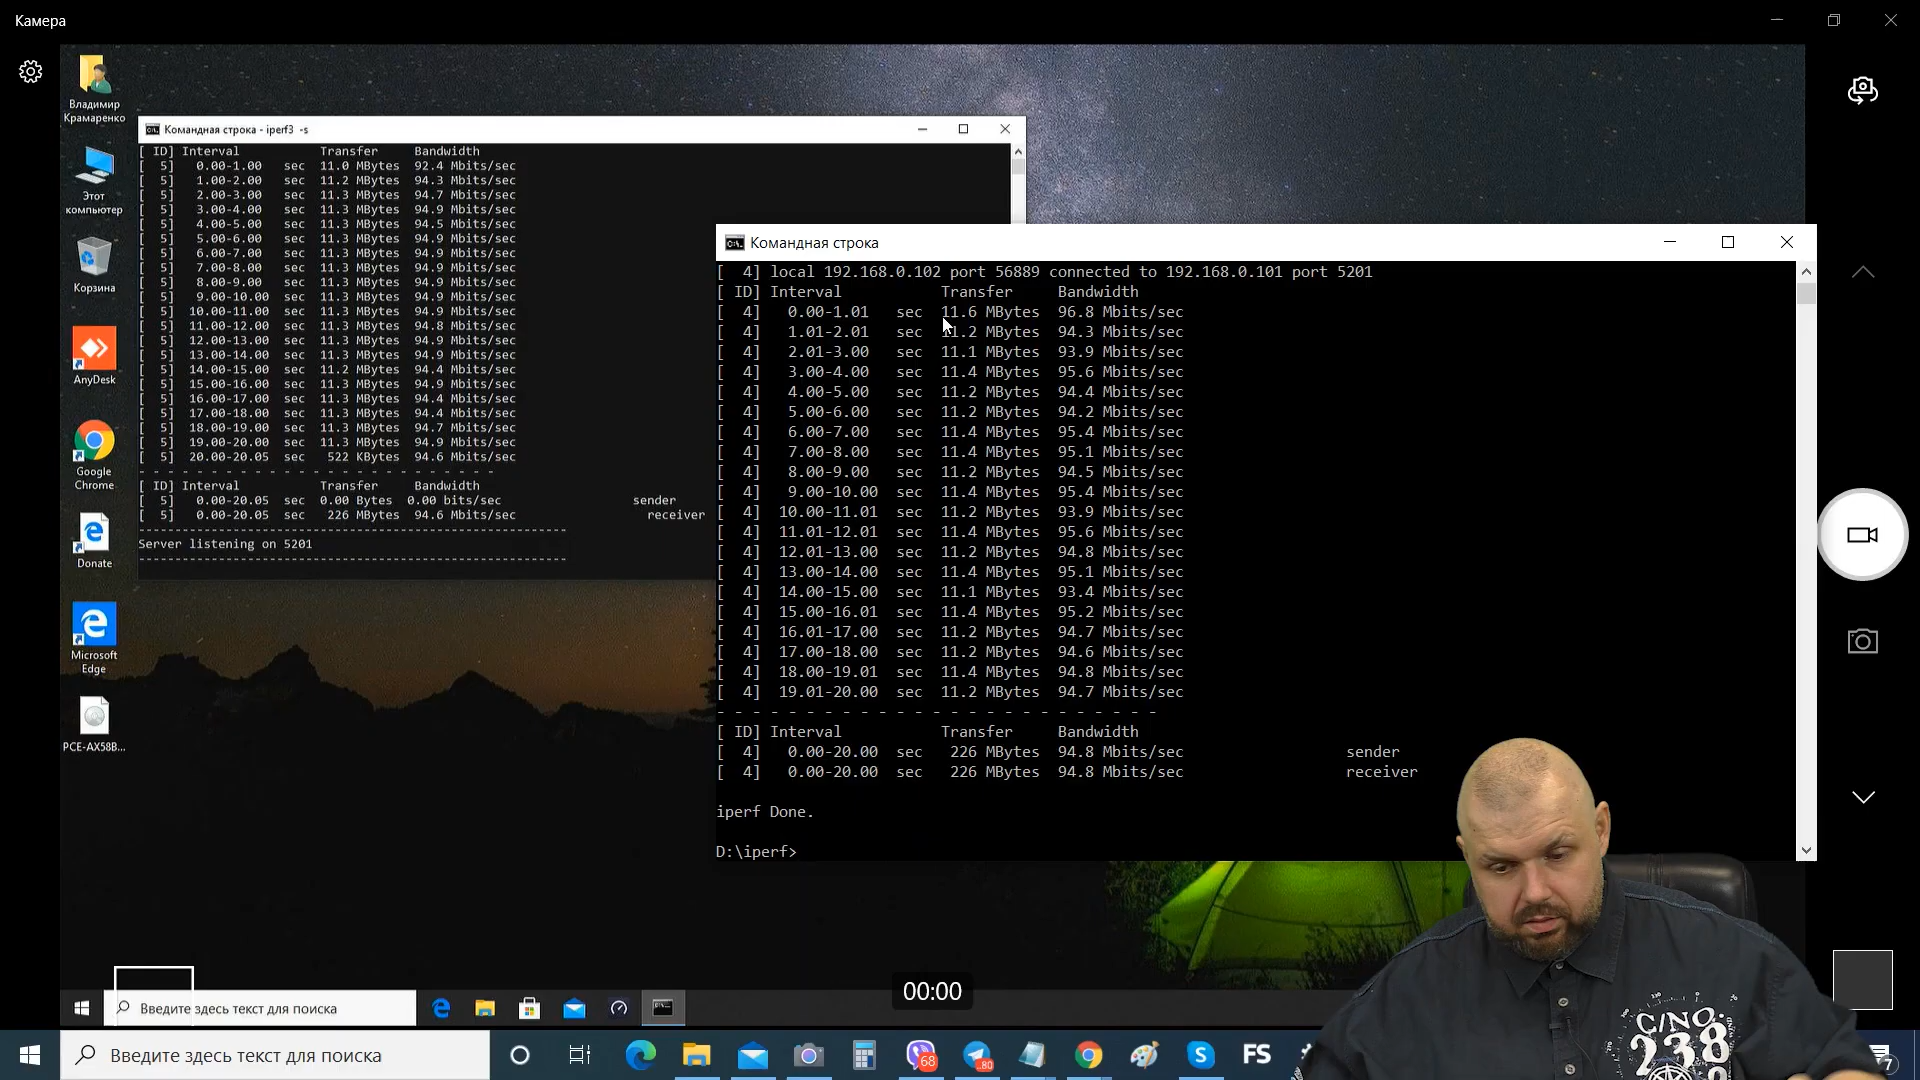 Камера
Владимир
Крамаренко
Этот
компьютер
Корзина
AnyDesk
Google
Chrome
Donate
Microsoft
Edge
PCE-AX58B...
Командная строка - iperf3 -s
[ ID] Interval Transfer Bandwidth
[ 5] 0.00-1.00 sec 11.0 MBytes 92.4 Mbits/sec
[ 5] 1.00-2.00 sec 11.2 MBytes 94.3 Mbits/sec
[ 5] 2.00-3.00 sec 11.3 MBytes 94.7 Mbits/sec
[ 5] 3.00-4.00 sec 11.3 MBytes 94.9 Mbits/sec
[ 5] 4.00-5.00 sec 11.3 MBytes 94.5 Mbits/sec
[ 5] 5.00-6.00 sec 11.3 MBytes 94.9 Mbits/sec
[ 5] 6.00-7.00 sec 11.3 MBytes 94.9 Mbits/sec
[ 5] 7.00-8.00 sec 11.3 MBytes 94.9 Mbits/sec
[ 5] 8.00-9.00 sec 11.3 MBytes 94.9 Mbits/sec
[ 5] 9.00-10.00 sec 11.3 MBytes 94.9 Mbits/sec
[ 5] 10.00-11.00 sec 11.3 MBytes 94.9 Mbits/sec
[ 5] 11.00-12.00 sec 11.3 MBytes 94.8 Mbits/sec
[ 5] 12.00-13.00 sec 11.3 MBytes 94.9 Mbits/sec
[ 5] 13.00-14.00 sec 11.3 MBytes 94.9 Mbits/sec
[ 5] 14.00-15.00 sec 11.2 MBytes 94.4 Mbits/sec
[ 5] 15.00-16.00 sec 11.3 MBytes 94.9 Mbits/sec
[ 5] 16.00-17.00 sec 11.3 MBytes 94.4 Mbits/sec
[ 5] 17.00-18.00 sec 11.3 MBytes 94.4 Mbits/sec
[ 5] 18.00-19.00 sec 11.3 MBytes 94.7 Mbits/sec
[ 5] 19.00-20.00 sec 11.3 MBytes 94.9 Mbits/sec
[ 5] 20.00-20.05 sec 522 KBytes 94.6 Mbits/sec
- - - - - - - - - - - - - - - - - - - - - - - - -
[ ID] Interval Transfer Bandwidth
[ 5] 0.00-20.05 sec 0.00 Bytes 0.00 bits/sec sender
[ 5] 0.00-20.05 sec 226 MBytes 94.6 Mbits/sec receiver
-----------------------------------------------------------
Server listening on 5201
-----------------------------------------------------------
Командная строка
[ 4] local 192.168.0.102 port 56889 connected to 192.168.0.101 port 5201
[ ID] Interval Transfer Bandwidth
[ 4] 0.00-1.01 sec 11.6 MBytes 96.8 Mbits/sec
[ 4] 1.01-2.01 sec 11.2 MBytes 94.3 Mbits/sec
[ 4] 2.01-3.00 sec 11.1 MBytes 93.9 Mbits/sec
[ 4] 3.00-4.00 sec 11.4 MBytes 95.6 Mbits/sec
[ 4] 4.00-5.00 sec 11.2 MBytes 94.4 Mbits/sec
[ 4] 5.00-6.00 sec 11.2 MBytes 94.2 Mbits/sec
[ 4] 6.00-7.00 sec 11.4 MBytes 95.4 Mbits/sec
[ 4] 7.00-8.00 sec 11.4 MBytes 95.1 Mbits/sec
[ 4] 8.00-9.00 sec 11.2 MBytes 94.5 Mbits/sec
[ 4] 9.00-10.00 sec 11.4 MBytes 95.4 Mbits/sec
[ 4] 10.00-11.01 sec 11.2 MBytes 93.9 Mbits/sec
[ 4] 11.01-12.01 sec 11.4 MBytes 95.6 Mbits/sec
[ 4] 12.01-13.00 sec 11.2 MBytes 94.8 Mbits/sec
[ 4] 13.00-14.00 sec 11.4 MBytes 95.1 Mbits/sec
[ 4] 14.00-15.00 sec 11.1 MBytes 93.4 Mbits/sec
[ 4] 15.00-16.01 sec 11.4 MBytes 95.2 Mbits/sec
[ 4] 16.01-17.00 sec 11.2 MBytes 94.7 Mbits/sec
[ 4] 17.00-18.00 sec 11.2 MBytes 94.6 Mbits/sec
[ 4] 18.00-19.01 sec 11.4 MBytes 94.8 Mbits/sec
[ 4] 19.01-20.00 sec 11.2 MBytes 94.7 Mbits/sec
- - - - - - - - - - - - - - - - - - - - - - - - -
[ ID] Interval Transfer Bandwidth
[ 4] 0.00-20.00 sec 226 MBytes 94.8 Mbits/sec sender
[ 4] 0.00-20.00 sec 226 MBytes 94.8 Mbits/sec receiver
iperf Done.
D:\iperf>
00:00
Введите здесь текст для поиска
C/NO.
238
Введите здесь текст для поиска
68
80
FS
7